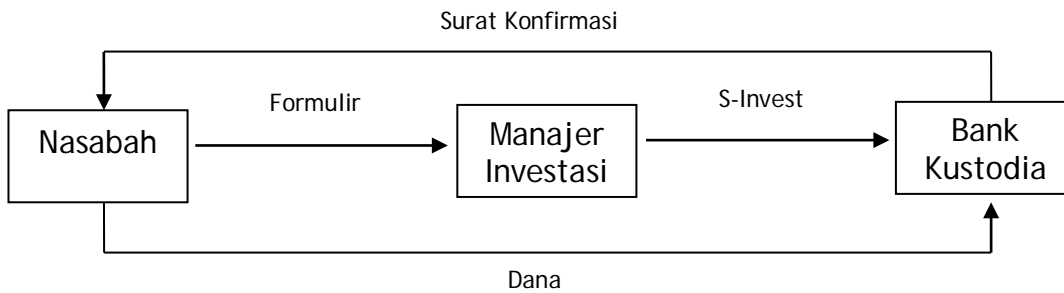 Surat Konfirmasi
Formulir
S-Invest
Nasabah
Manajer
Investasi
Bank
Kustodia
Dana